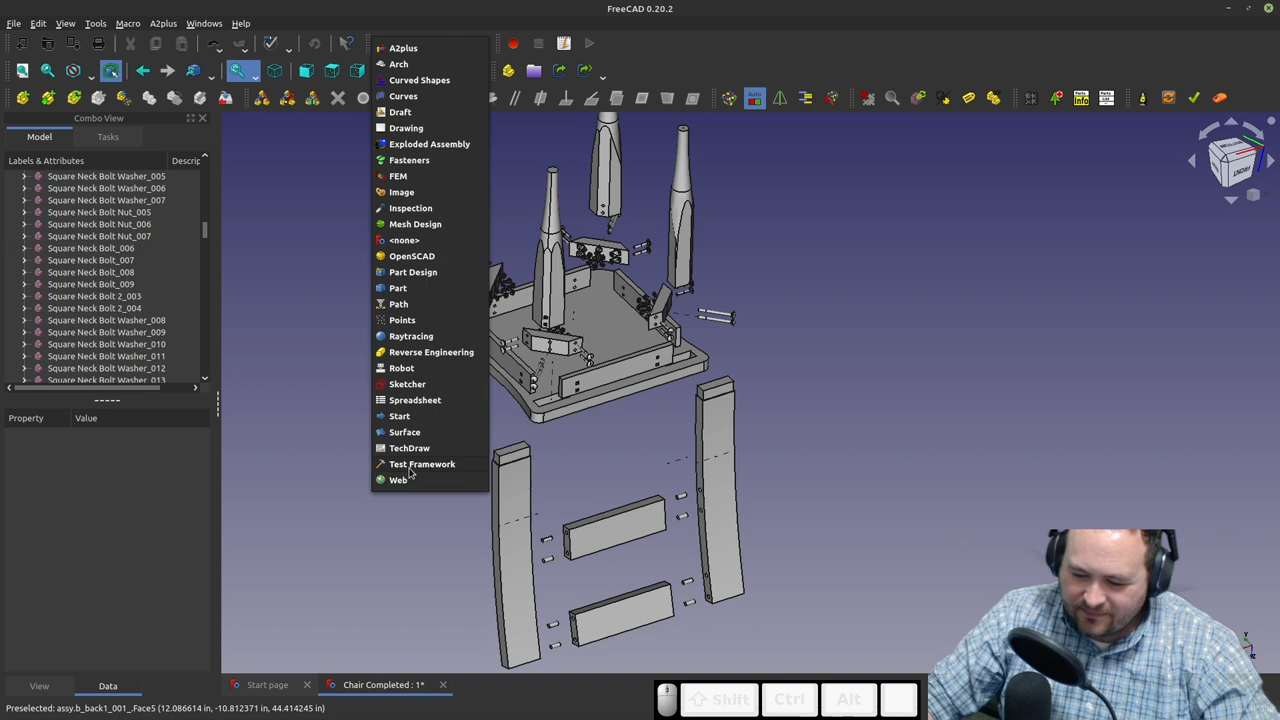 FreeCAD 0.20.2
File Edit View Tools Macro A2plus Windows Help
A2plus
Arch
Curved Shapes
Curves
Draft
Drawing
Exploded Assembly
Fasteners
FEM
Image
Inspection
Mesh Design
<none>
OpenSCAD
Part Design
Part
Path
Points
Raytracing
Reverse Engineering
Robot
Sketcher
Spreadsheet
Start
Surface
TechDraw
Test Framework
Web
Auto
Combo View
Model Tasks
Labels & Attributes Descrip
Square Neck Bolt Washer_005
Square Neck Bolt Washer_006
Square Neck Bolt Washer_007
Square Neck Bolt Nut_005
Square Neck Bolt Nut_006
Square Neck Bolt Nut_007
Square Neck Bolt_006
Square Neck Bolt_007
Square Neck Bolt_008
Square Neck Bolt_009
Square Neck Bolt 2_003
Square Neck Bolt 2_004
Square Neck Bolt Washer_008
Square Neck Bolt Washer_009
Square Neck Bolt Washer_010
Square Neck Bolt Washer_011
Square Neck Bolt Washer_012
Square Neck Bolt Washer_013
Property Value
FRONT
View Data
Start page Chair Completed : 1*
Shift Ctrl Alt
Preselected: assy.b_back1_001_.Face5 (12.086614 in, -10.812371 in, 44.414245 in)